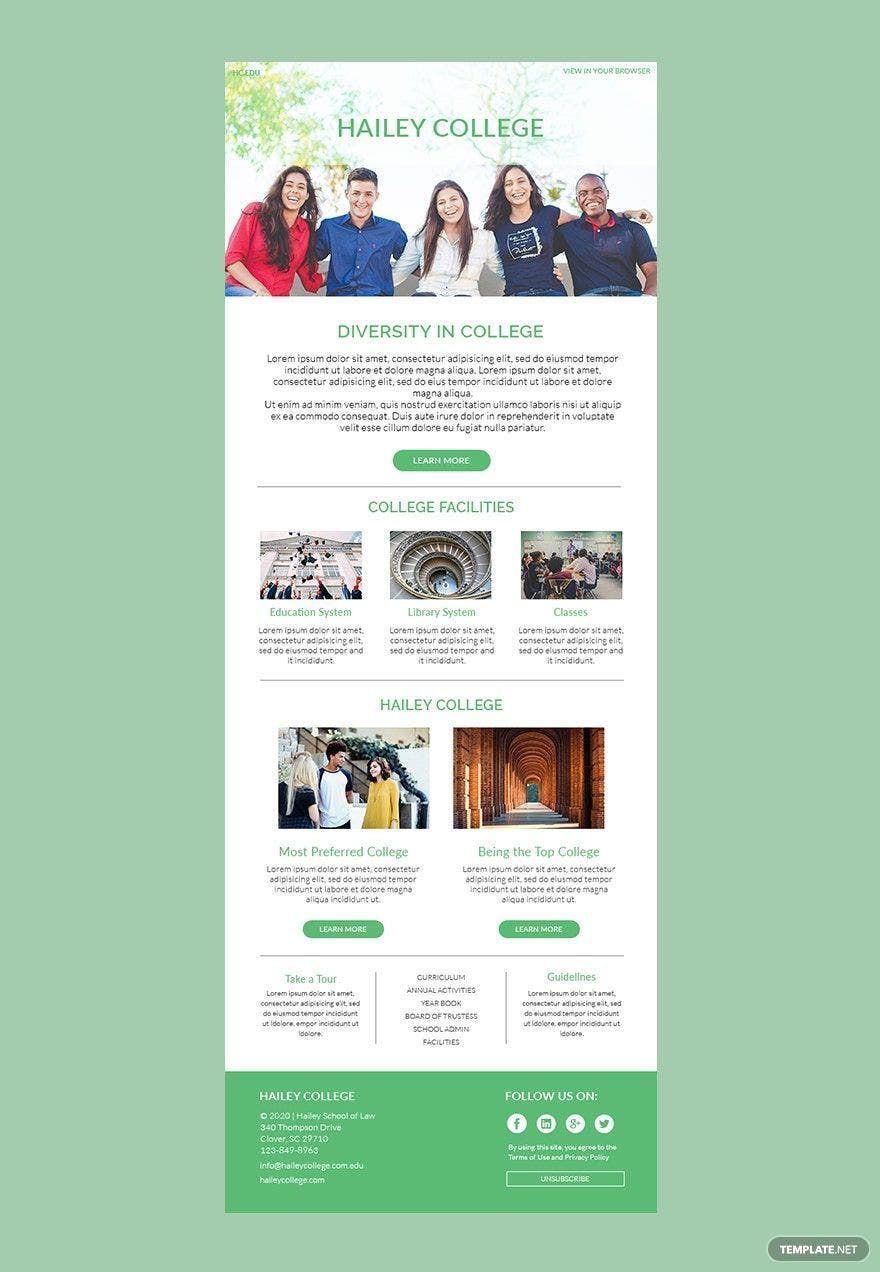 HC.EDU
VIEW IN YOUR BROWSER
HAILEY COLLEGE
DIVERSITY IN COLLEGE
Lorem ipsum dolor sit amet, consectetur adipisicing elit, sed do eiusmod tempor
incididunt ut labore et dolore magna aliqua. Lorem ipsum dolor sit amet,
consectetur adipisicing elit, sed do eius tempor incididunt ut labore et dolore
magna aliqua.
Ut enim ad minim veniam, quis nostrud exercitation ullamco laboris nisi ut aliquip
ex ea commodo consequat. Duis aute irure dolor in reprehenderit in voluptate
velit esse cillum dolore eu fugiat nulla pariatur.
LEARN MORE
COLLEGE FACILITIES
Education System
Lorem ipsum dolor sit amet,
consectetur adipisicing elit,
sed do eiusmod tempor and
it incididunt.
Library System
Lorem ipsum dolor sit amet,
consectetur adipisicing elit,
sed do eiusmod tempor and
it incididunt.
Classes
Lorem ipsum dolor sit amet,
consectetur adipisicing elit,
sed do eiusmod tempor and
it incididunt.
HAILEY COLLEGE
Most Preferred College
Lorem ipsum dolor sit amet, consectetur
adipisicing elit, sed do eiusmod tempor
incididunt ut labore et dolore magna
aliqua incididunt ut.
LEARN MORE
Being the Top College
Lorem ipsum dolor sit amet, consectetur
adipisicing elit, sed do eiusmod tempor
incididunt ut labore et dolore magna
aliqua incididunt ut.
LEARN MORE
Take a Tour
Lorem ipsum dolor sit amet,
consectetur adipisicing elit, sed
do eiusmod tempor incididunt
ut ldolore, empor incididunt ut
ldolore.
CURRICULUM
ANNUAL ACTIVITIES
YEAR BOOK
BOARD OF TRUSTESS
SCHOOL ADMIN
FACILITIES
Guidelines
Lorem ipsum dolor sit amet,
consectetur adipisicing elit, sed
do eiusmod tempor incididunt
ut ldolore, empor incididunt ut
ldolore.
HAILEY COLLEGE
© 2020 | Hailey School of Law
340 Thompson Drive
Clover, SC 29710
123-849-8963
info@haileycollege.com.edu
haileycollege.com
FOLLOW US ON:
By using this site, you agree to the
Terms of Use and Privacy Policy
UNSUBSCRIBE
TEMPLATE.NET